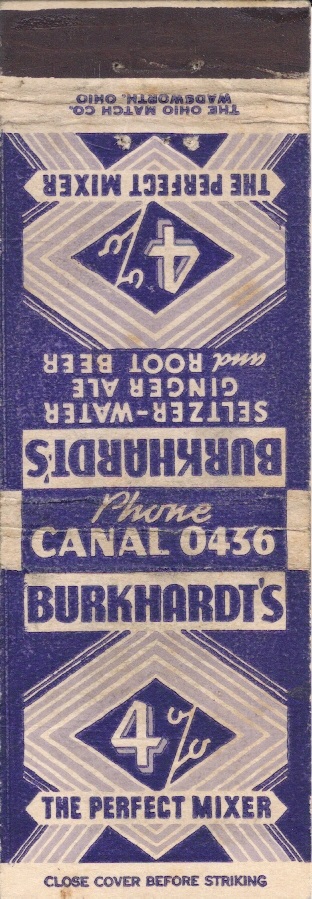 THE OHIO MATCH CO.
WADSWORTH, OHIO
THE PERFECT MIXER
4%
and ROOT BEER
GINGER ALE
SELTZER-WATER
BURKHARDT'S
Phone
CANAL 0436
BURKHARDT'S
4%
THE PERFECT MIXER
CLOSE COVER BEFORE STRIKING